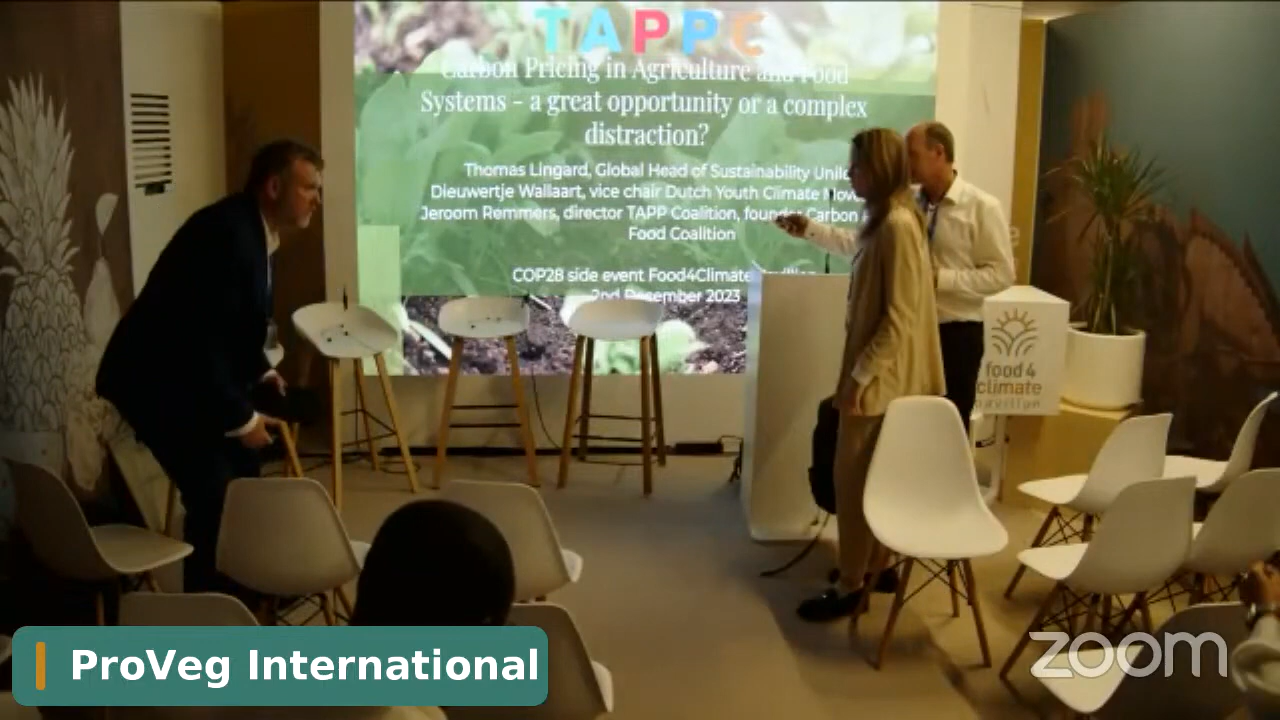 TAPPC
Carbon Pricing in Agriculture and Food
Systems - a great opportunity or a complex
distraction?
Thomas Lingard, Global Head of Sustainability
Dieuwertje Wallaart, vice chair Dutch Youth Climate
Jeroom Remmers, director TAPP Coalition, founder Carbon
Food Coalition
COP28 side event Food4Climate
2nd December 2023
food4
climate
pavilion
ProVeg International
zoom